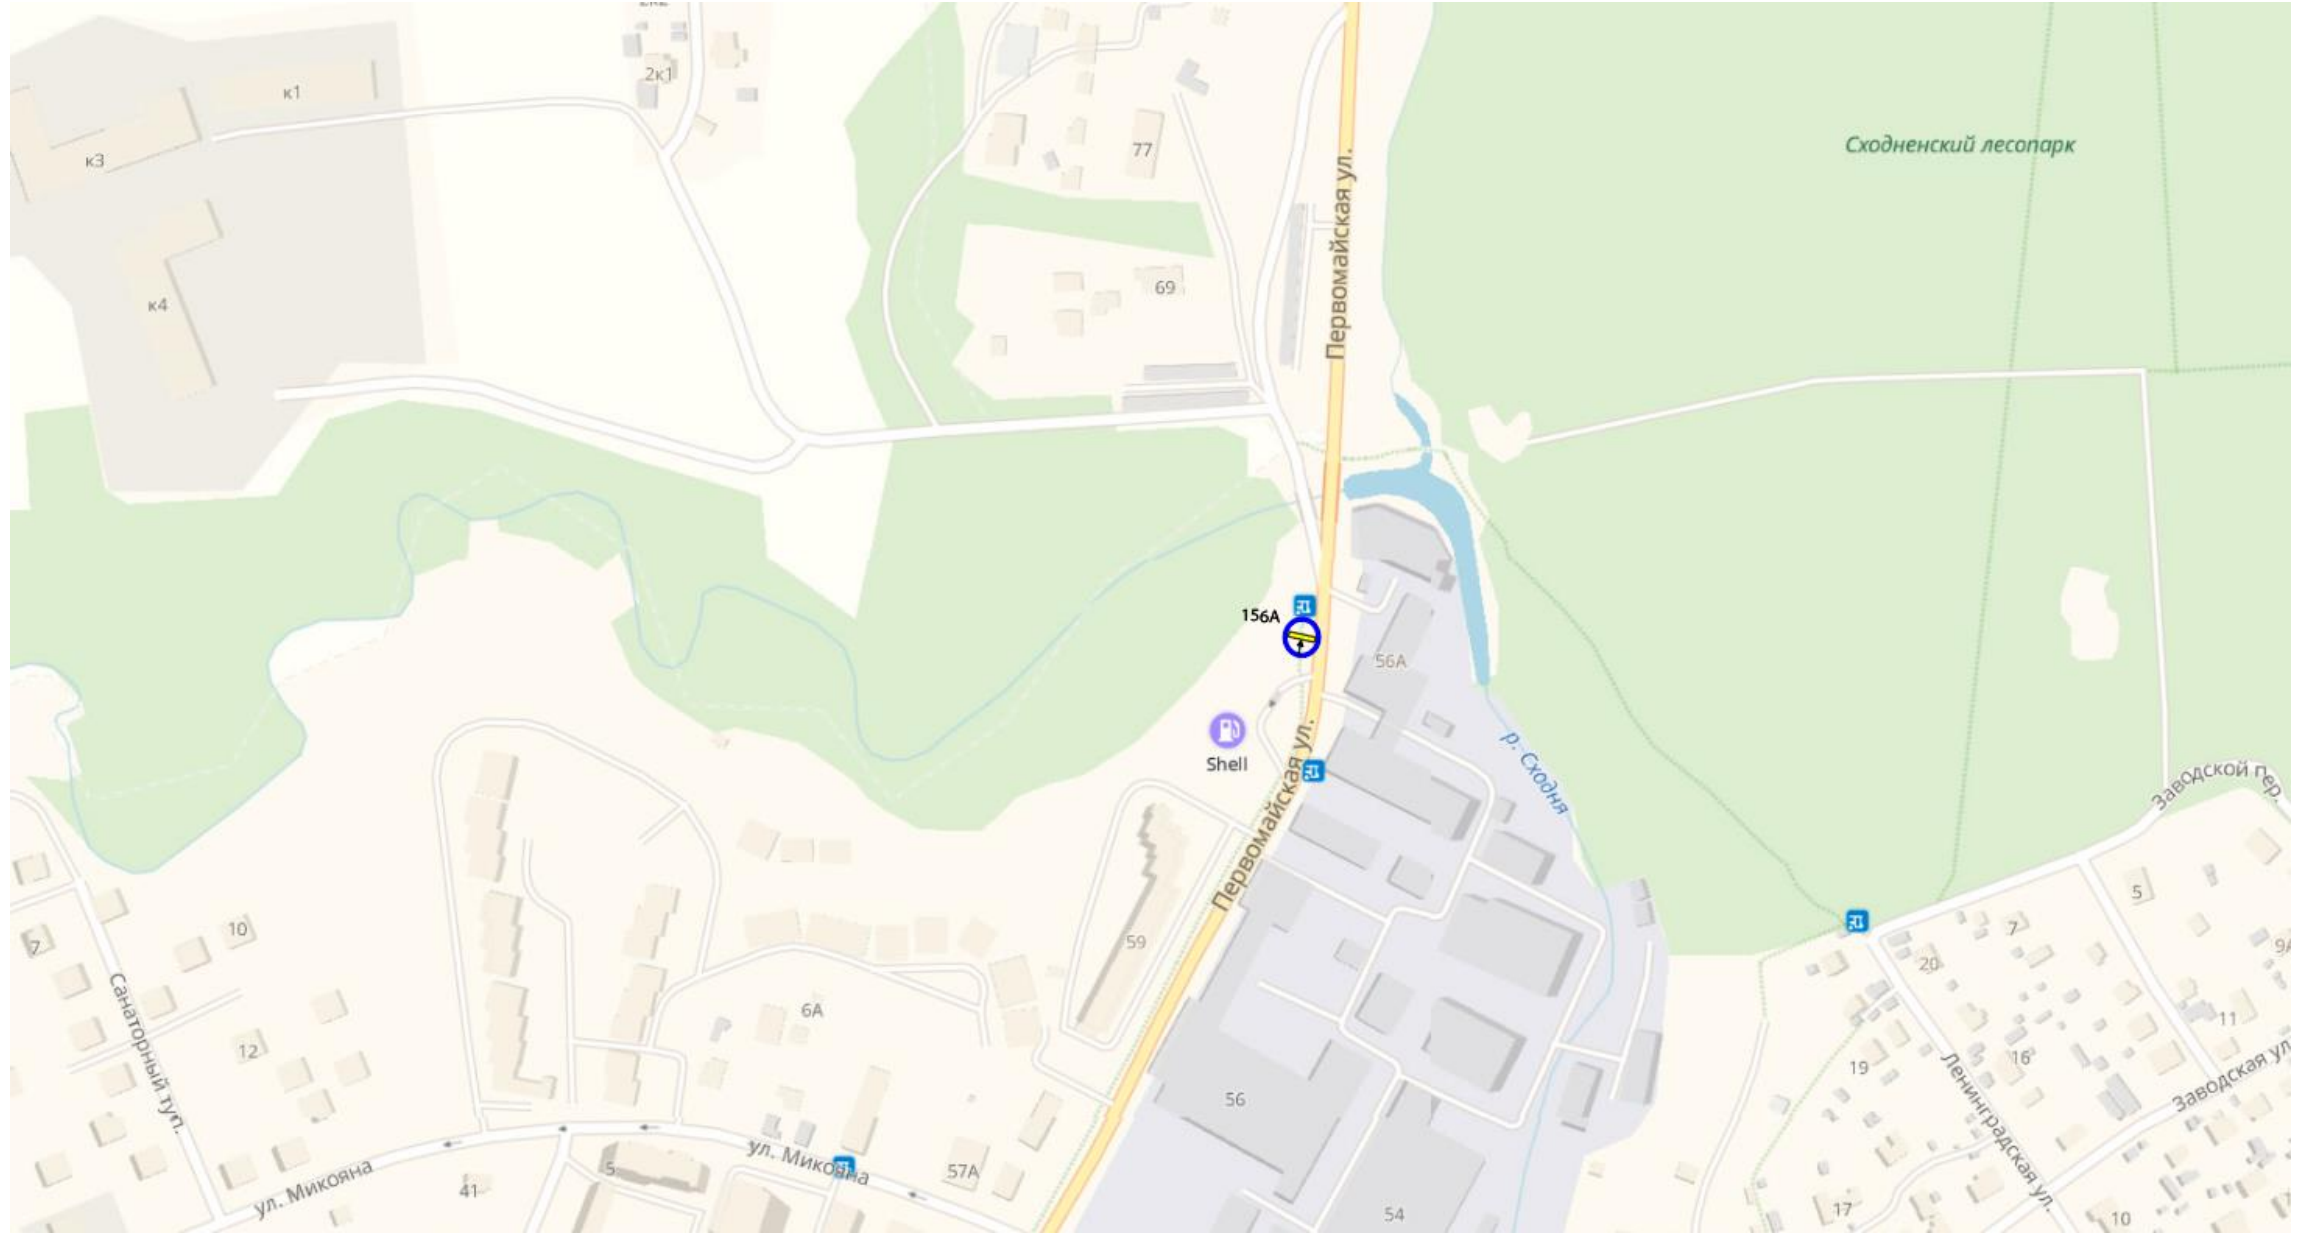 2к1
к1
к3
77
Сходненский лесопарк
Первомайская ул.
69
к4
156А
56А
Shell
р. Сходня
Первомайская ул.
Заводской пер.
5
7
10
7
59
20
Санаторный туп.
6А
11
12
16
19
Ленинградская ул.
Заводская ул
56
ул. Микояна
5
57А
ул. Микояна
41
17
54
10